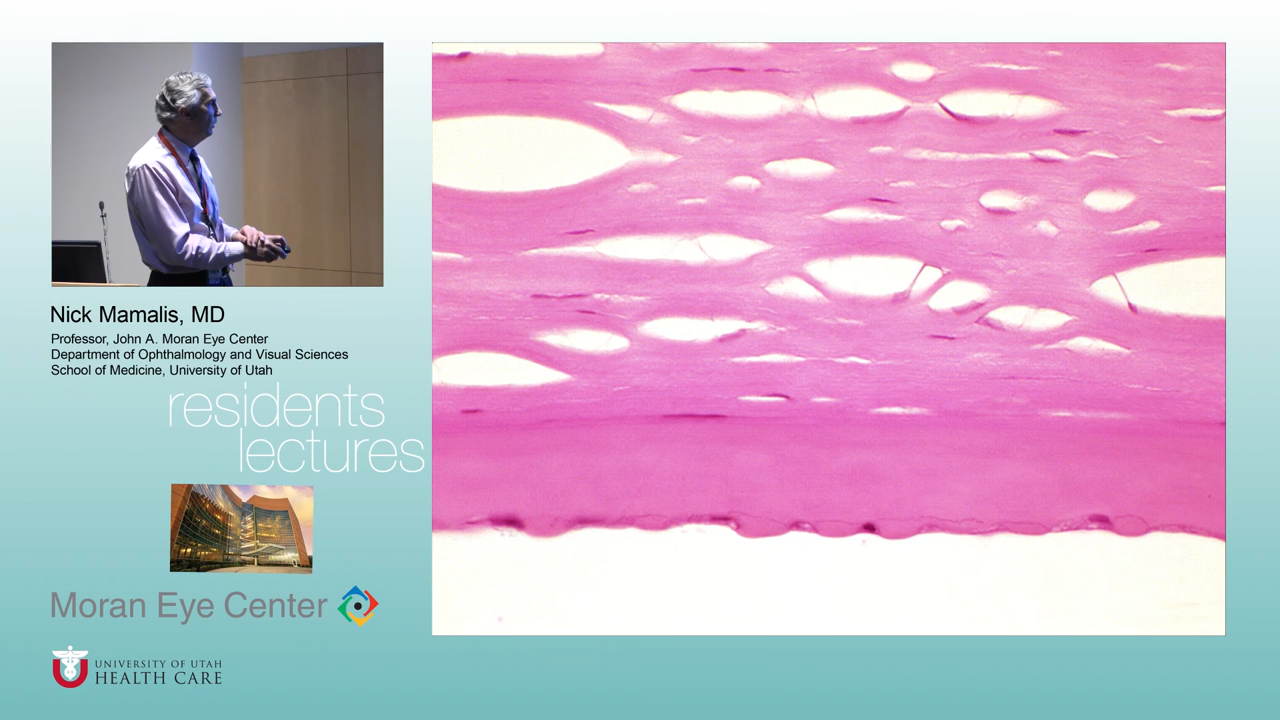 Nick Mamalis, MD
Professor, John A. Moran Eye Center
Department of Ophthalmology and Visual Sciences
School of Medicine, University of Utah
residents
lectures
Moran Eye Center
UNIVERSITY OF UTAH
HEALTH CARE